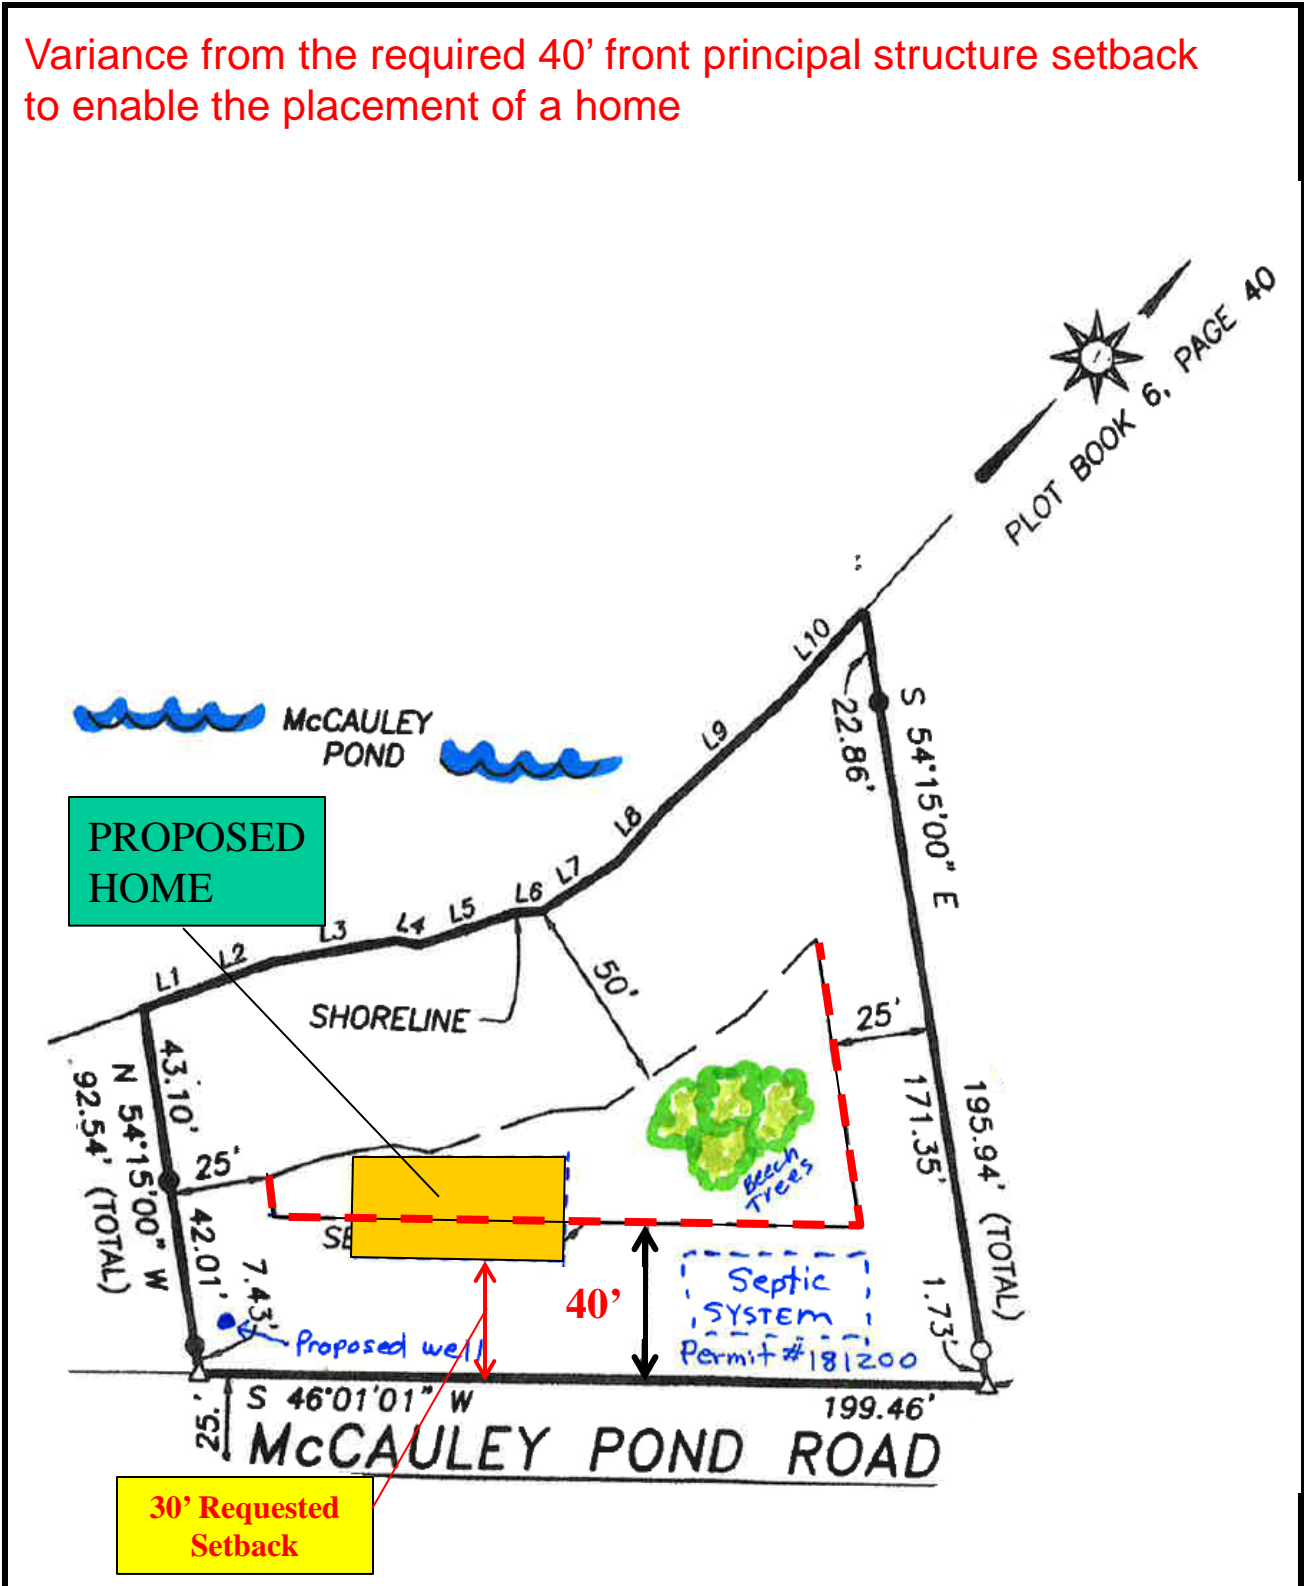 Variance from the required 40’ front principal structure setback
to enable the placement of a home
PLOT BOOK 6, PAGE 40
L10
22.86'
S 54°15'00" E
L9
McCAULEY
POND
L8
PROPOSED
HOME
L7
L6
L5
L4
L3
L2
L1
50'
SHORELINE
25'
43.10'
N 54°15'00" W
92.54' (TOTAL)
171.35'
195.94' (TOTAL)
25'
Beech
Trees
42.01'
SE
7.43'
40’
Septic
SYSTEM
1.73'
Proposed well
Permit #181200
S 46°01'01" W
199.46'
25.'
McCAULEY POND ROAD
30’ Requested
Setback